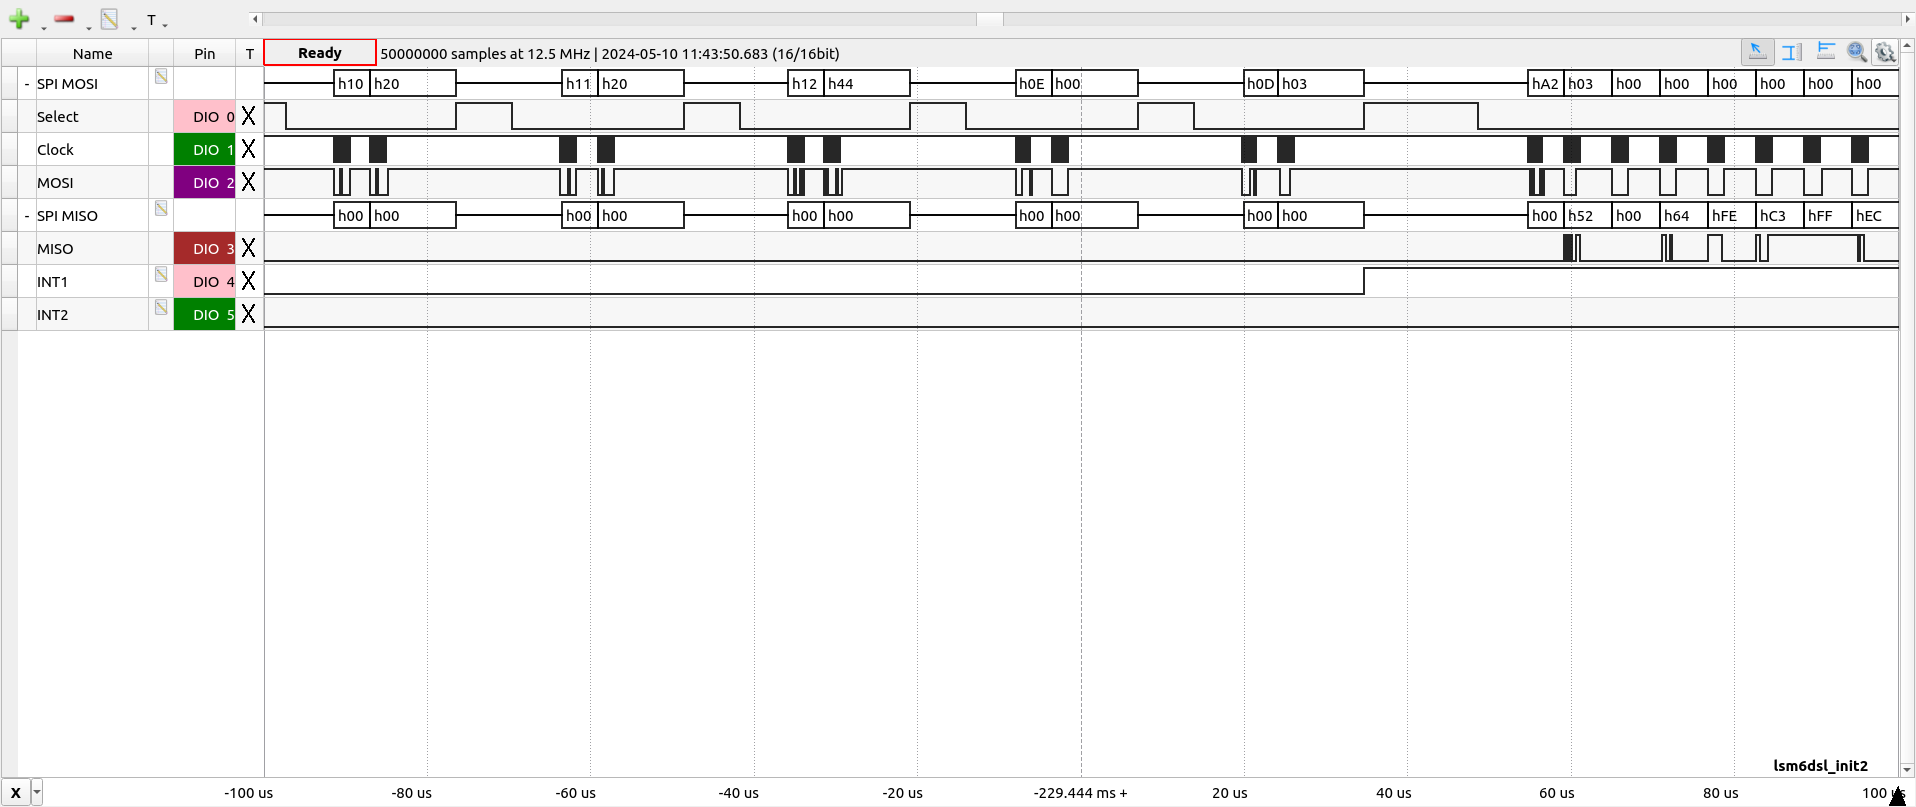 T
Name Pin T Ready 50000000 samples at 12.5 MHz | 2024-05-10 11:43:50.683 (16/16bit)
- SPI MOSI h10 h20 h11 h20 h12 h44 h0E h00 h0D h03 hA2 h03 h00 h00 h00 h00 h00 h00
Select DIO 0 X
Clock DIO 1 X
MOSI DIO 2 X
- SPI MISO h00 h00 h00 h00 h00 h00 h00 h00 h00 h00 h00 h52 h00 h64 hFE hC3 hFF hEC
MISO DIO 3 X
INT1 DIO 4 X
INT2 DIO 5 X
lsm6dsl_init2
X -100 us -80 us -60 us -40 us -20 us -229.444 ms + 20 us 40 us 60 us 80 us 100 us